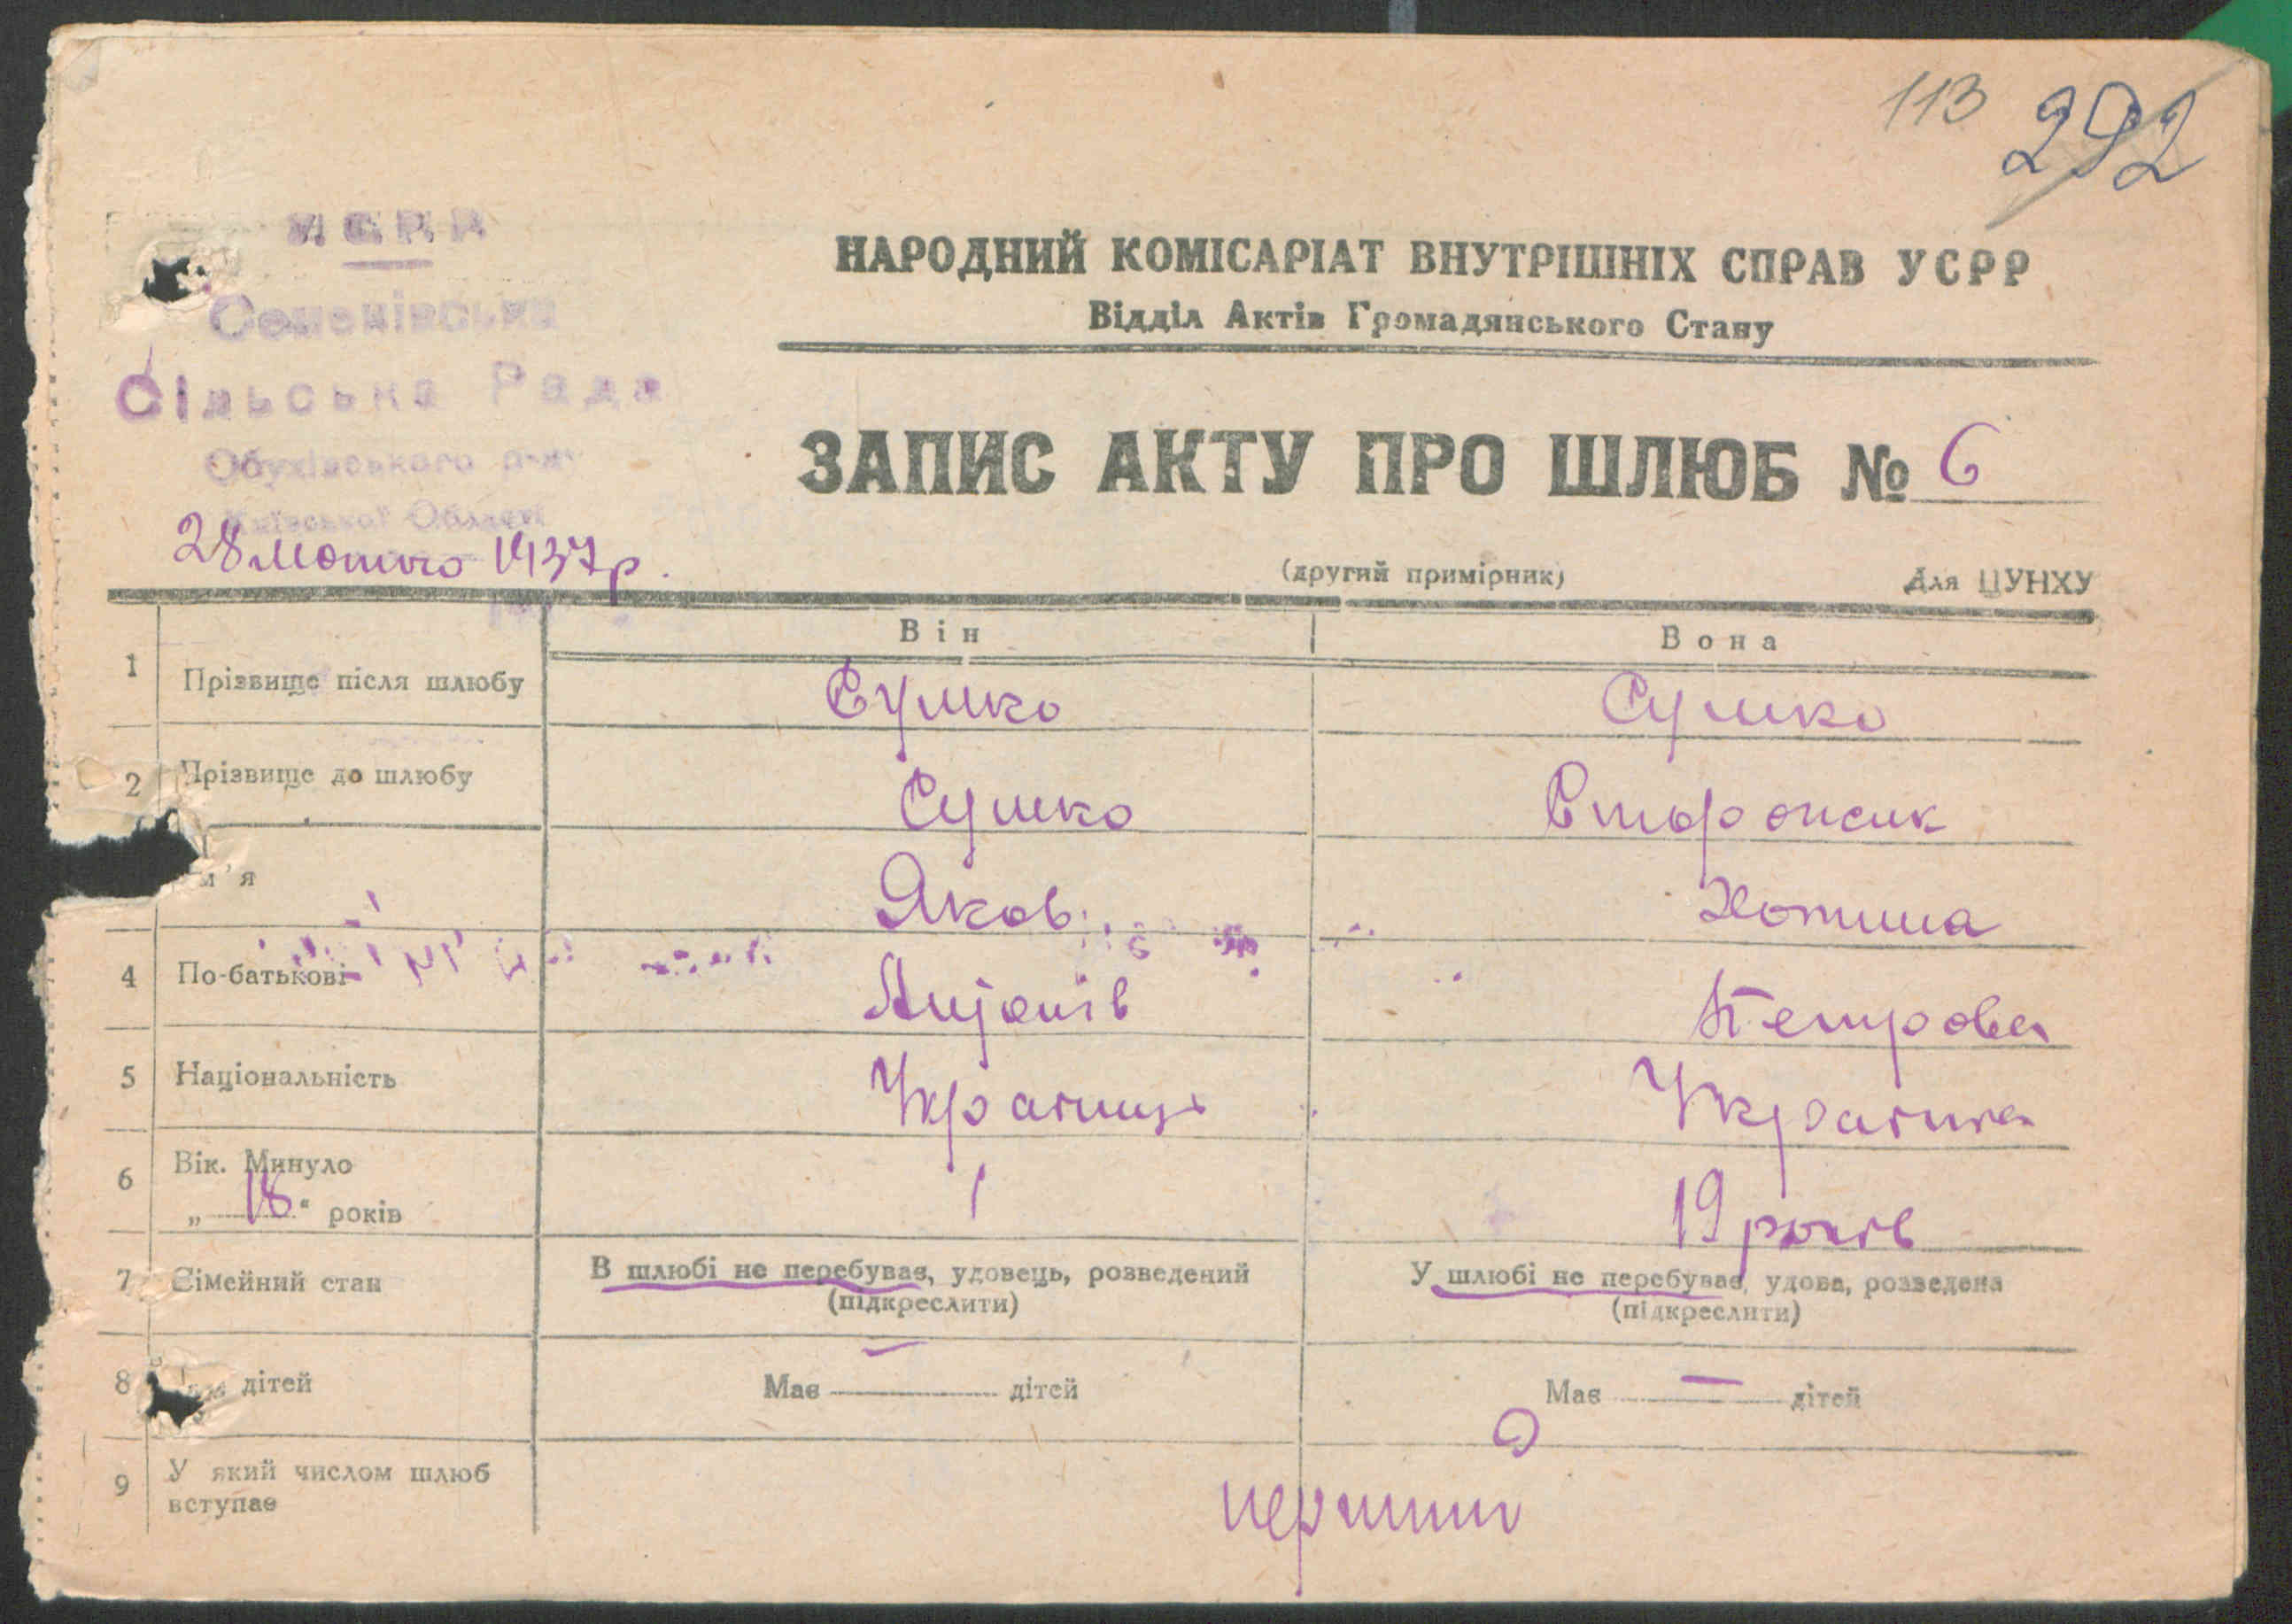 113 292
УСРР
НАРОДНИЙ КОМІСАРІАТ ВНУТРІШНІХ СПРАВ УСРР
Семенівська
Відділ Актів Громадянського Стану
Сільська Рада
ЗАПИС АКТУ ПРО ШЛЮБ № 6
Обухівського р-ну
Київської Області
28 лютого 1937 р.
(другий примірник) Для ЦУНХУ
Він Вона
1 Прізвище після шлюбу Сушко Сушко
2 Прізвище до шлюбу Сушко Сторожик
м'я Яков
4 По-батькові Петрова
5 Національність Українць Українка
6 Вік. Минуло
„18“ років 19 років
7 Сімейний стан В шлюбі не перебуває, удовець, розведений У шлюбі не перебуває, удова, розведена
(підкреслити) (підкреслити)
8 дітей Має — дітей Має — дітей
9 У який числом шлюб
вступає
перший